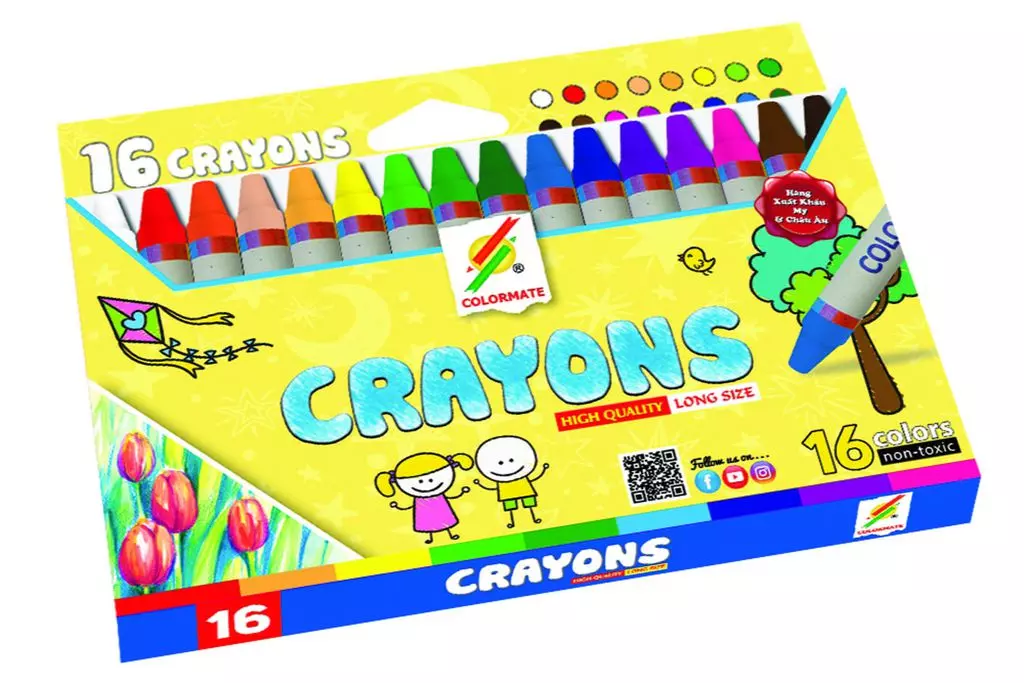 16 CRAYONS
Hàng
Xuất Khẩu
Mỹ
& Châu Âu
COLO
®
COLORMATE
CRAYONS
HIGH QUALITY LONG SIZE
Follow us on...
16 colors
non-toxic
COLORMATE
CRAYONS
HIGH QUALITY LONG SIZE
16